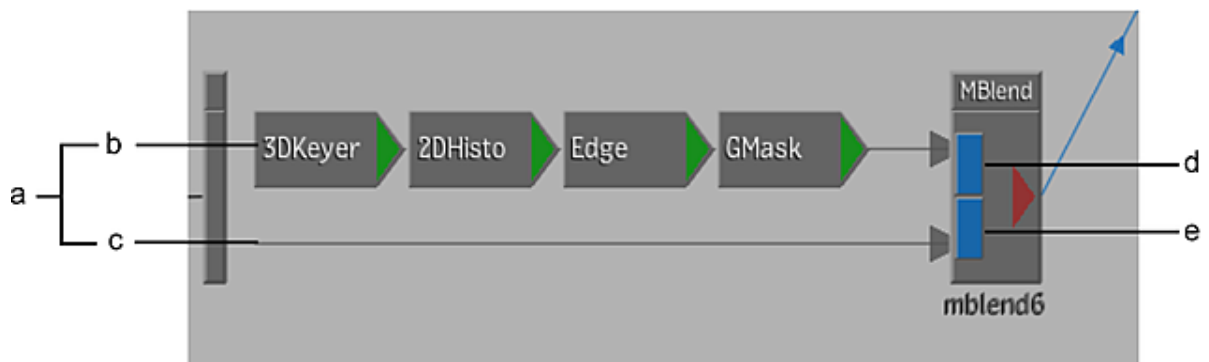 MBlend
b
3DKeyer
2DHisto
Edge
GMask
d
a
c
e
mblend6